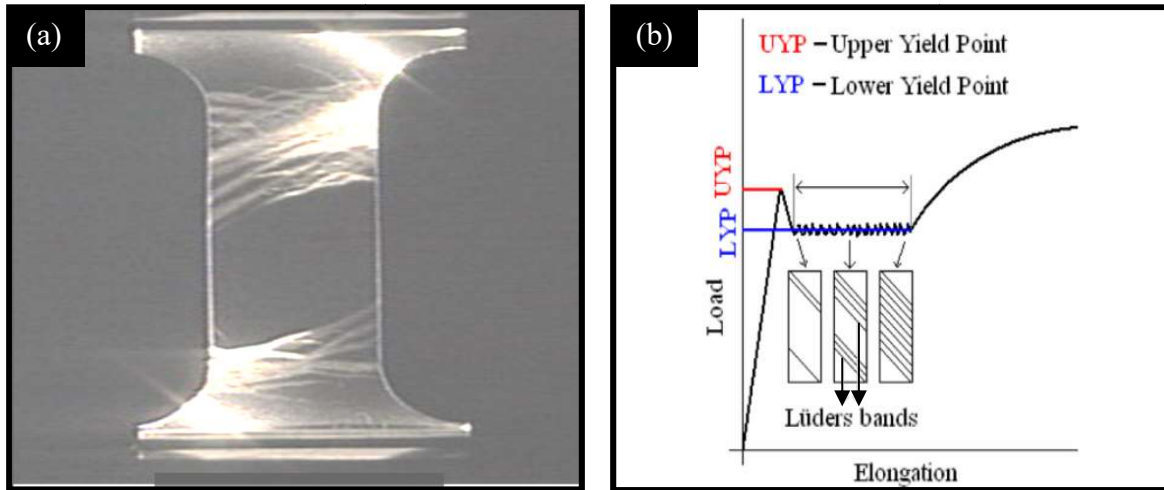 (a)
(b)
UYP – Upper Yield Point
LYP – Lower Yield Point
UYP
LYP
Load
Lüders bands
Elongation